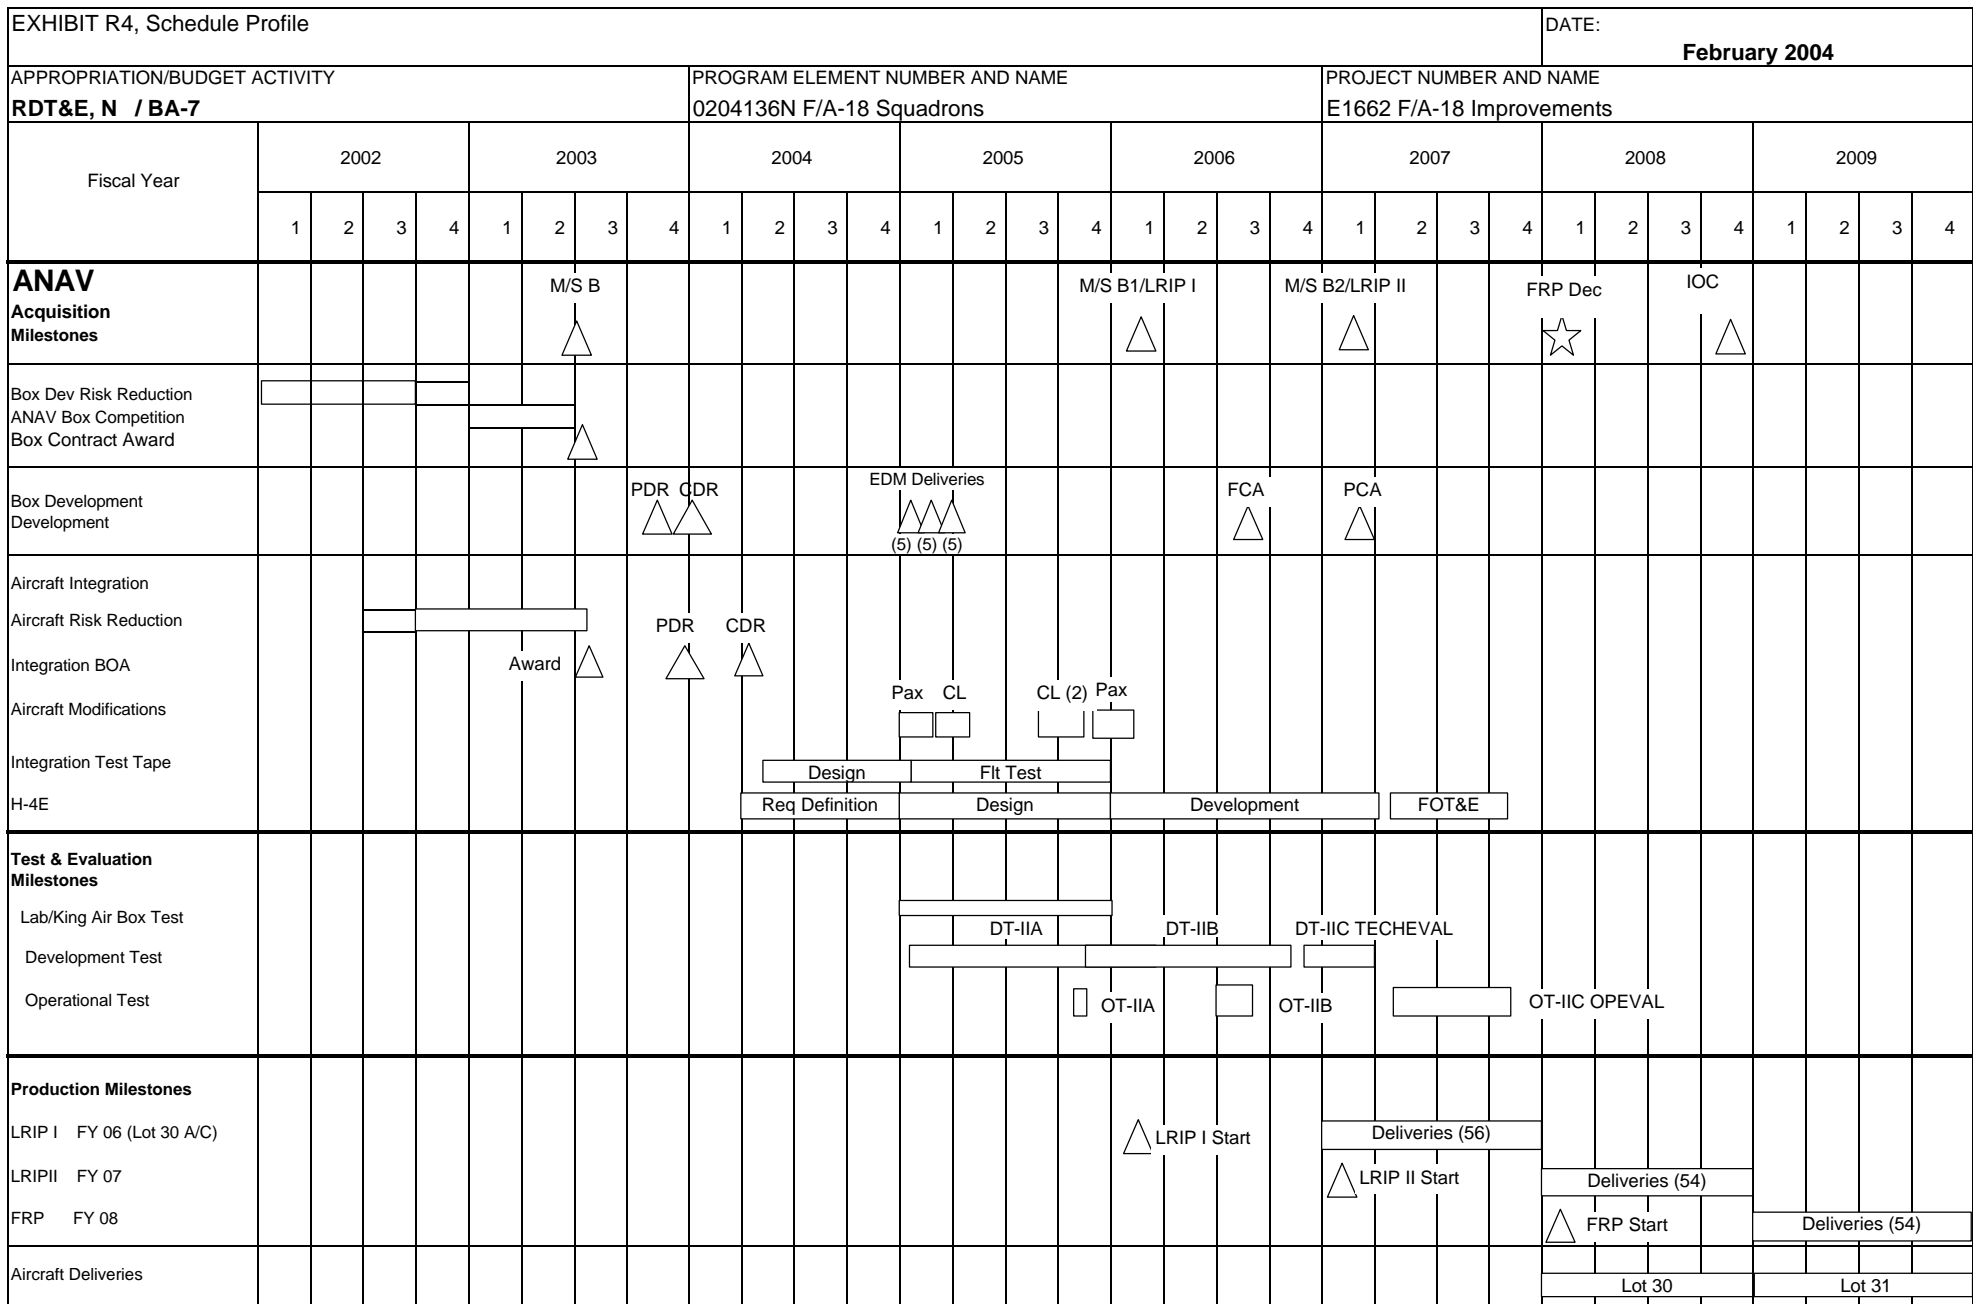 EXHIBIT R4, Schedule Profile
DATE:
February 2004
APPROPRIATION/BUDGET ACTIVITY
PROGRAM ELEMENT NUMBER AND NAME
PROJECT NUMBER AND NAME
RDT&E, N / BA-7
0204136N F/A-18 Squadrons
E1662 F/A-18 Improvements
Fiscal Year
2002 2003 2004 2005 2006 2007 2008 2009
1 2 3 4 1 2 3 4 1 2 3 4 1 2 3 4 1 2 3 4 1 2 3 4 1 2 3 4 1 2 3 4
ANAV
Acquisition
Milestones
M/S B
M/S B1/LRIP I
M/S B2/LRIP II
FRP Dec
IOC
Box Dev Risk Reduction
ANAV Box Competition
Box Contract Award
Box Development
Development
PDR CDR
EDM Deliveries
(5) (5) (5)
FCA
PCA
Aircraft Integration
Aircraft Risk Reduction
PDR CDR
Integration BOA
Award
Aircraft Modifications
Pax CL CL (2) Pax
Integration Test Tape
Design Flt Test
H-4E
Req Definition Design Development FOT&E
Test & Evaluation
Milestones
Lab/King Air Box Test
DT-IIA DT-IIB DT-IIC TECHEVAL
Development Test
Operational Test
OT-IIA OT-IIB OT-IIC OPEVAL
Production Milestones
LRIP I FY 06 (Lot 30 A/C)
LRIP I Start
Deliveries (56)
LRIPII FY 07
LRIP II Start
Deliveries (54)
FRP FY 08
FRP Start
Deliveries (54)
Aircraft Deliveries
Lot 30 Lot 31